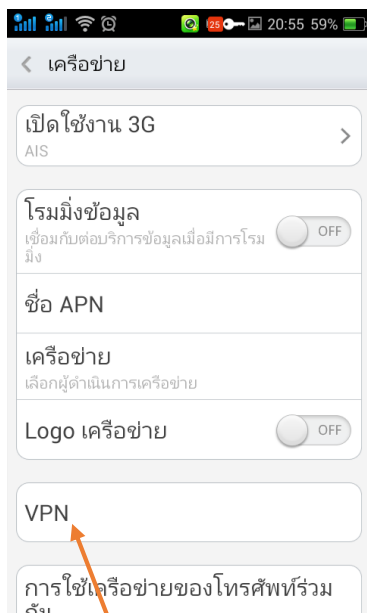 25 20:55 59%
เครือข่าย
เปิดใช้งาน 3G
AIS
โรมมิ่งข้อมูล
เชื่อมกับต่อบริการข้อมูลเมื่อมีการโรม
มิ่ง
OFF
ชื่อ APN
เครือข่าย
เลือกผู้ดำเนินการเครือข่าย
Logo เครือข่าย
OFF
VPN
การใช้เครือข่ายของโทรศัพท์ร่วม
กัน